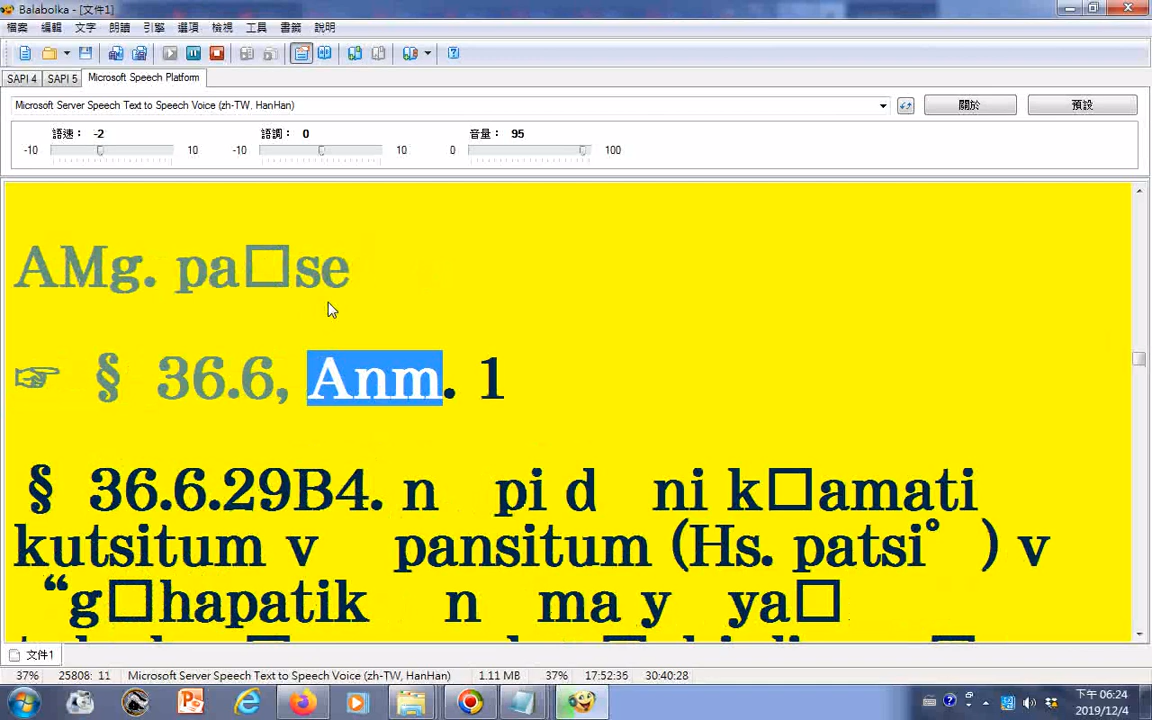 Balabolka - [文件1]
檔案 編輯 文字 朗讀 引擎 選項 檢視 工具 書籤 說明
SAPI 4 SAPI 5 Microsoft Speech Platform
Microsoft Server Speech Text to Speech Voice (zh-TW, HanHan) 關於 預設
語速： -2 語調： 0 音量： 95
-10 10 -10 10 0 100
AMg. pa□se
☞ § 36.6, Anm. 1
§ 36.6.29B4. n pi d ni k□amati
kutsitum v pansitum (Hs. patsi° ) v
“g□hapatik n ma y ya□
文件1
37% 25808: 11 Microsoft Server Speech Text to Speech Voice (zh-TW, HanHan) 1.11 MB 37% 17:52:36 30:40:28
下午 06:24
2019/12/4